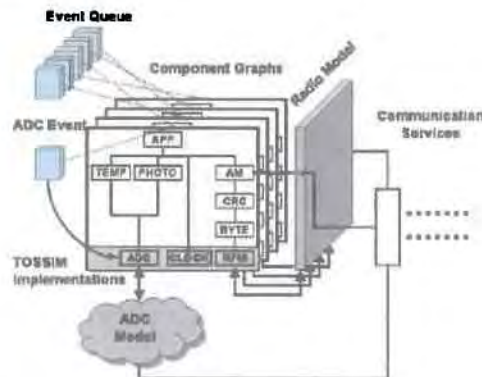 Event Queue
Component Graphs
Radio Model
Communication
Services
ADC Event
APP
TEMP
PHOTO
AM
CRC
BYTE
ADC
CLOCK
RFM
TOSSIM
Implementations
ADC
Model